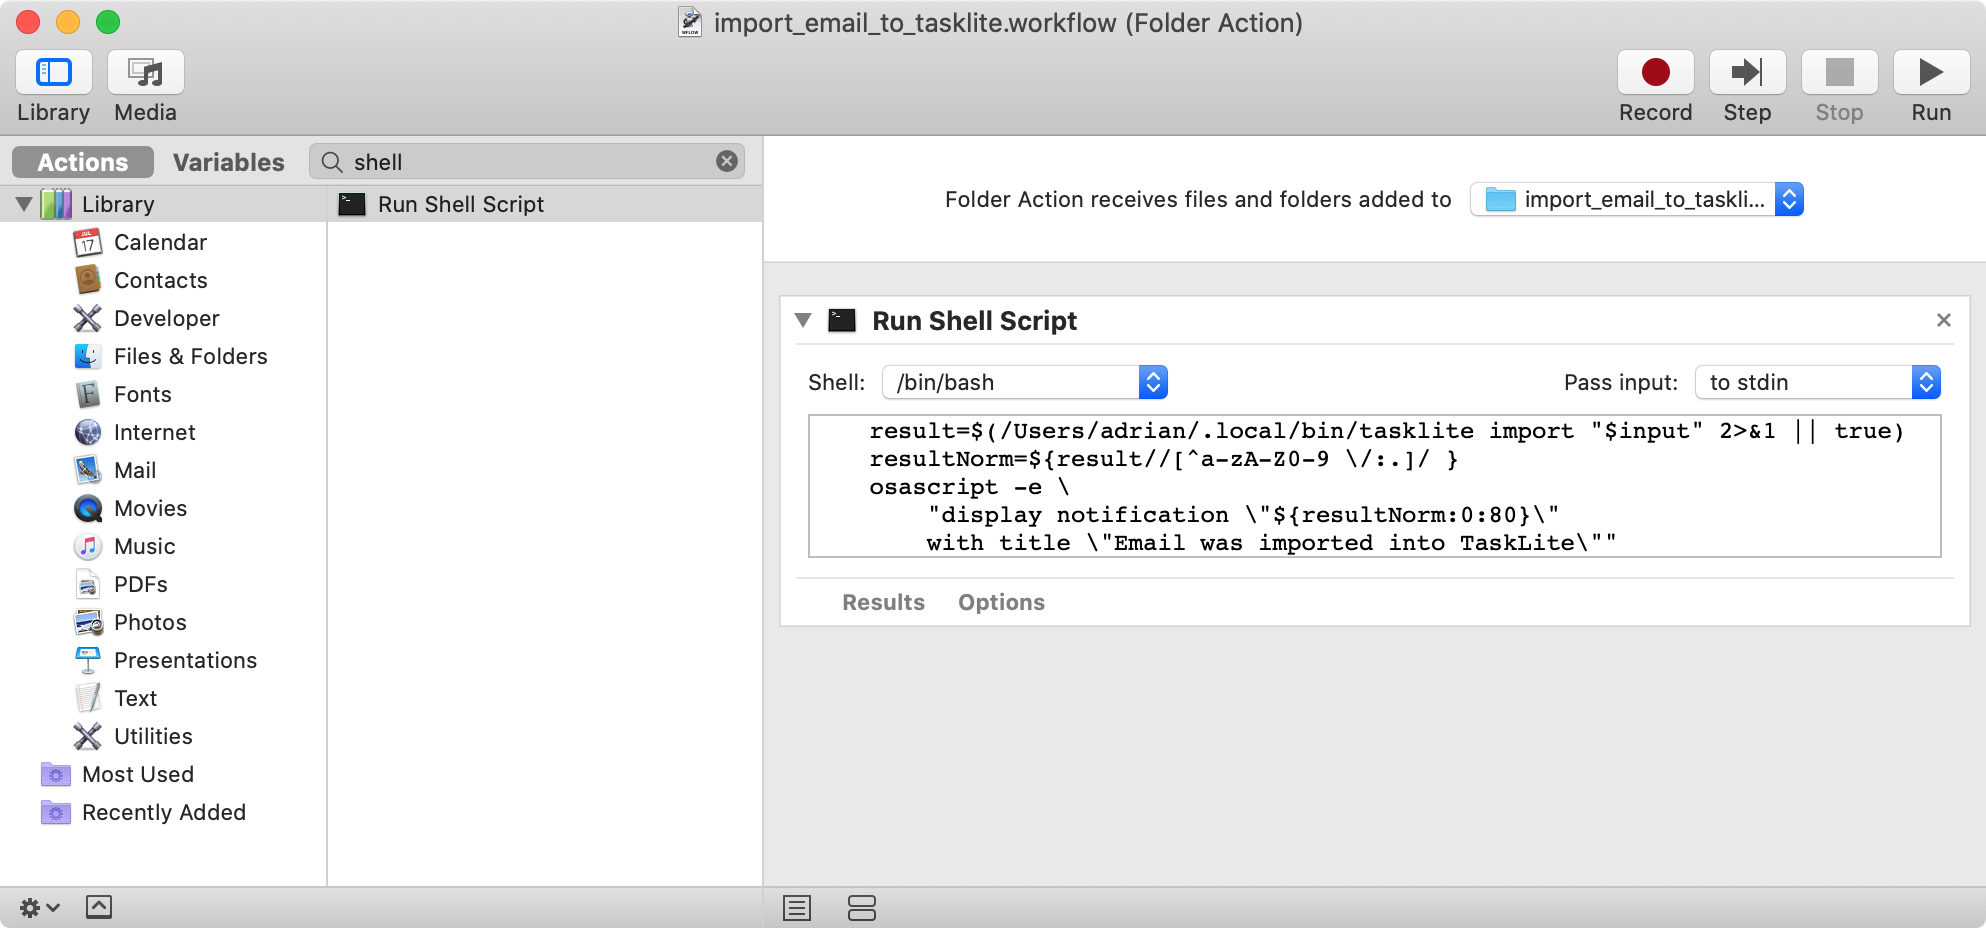 import_email_to_tasklite.workflow (Folder Action)
Library
Media
Record
Step
Stop
Run
Actions
Variables
shell
Library
Calendar
Contacts
Developer
Files & Folders
Fonts
Internet
Mail
Movies
Music
PDFs
Photos
Presentations
Text
Utilities
Most Used
Recently Added
Run Shell Script
Folder Action receives files and folders added to
import_email_to_taskli...
Run Shell Script
Shell:
/bin/bash
Pass input:
to stdin
result=$(/Users/adrian/.local/bin/tasklite import "$input" 2>&1 || true)
resultNorm=${result//[^a-zA-Z0-9 \/:.]/ }
osascript -e \
"display notification \"${resultNorm:0:80}\"
with title \"Email was imported into TaskLite\""
Results
Options